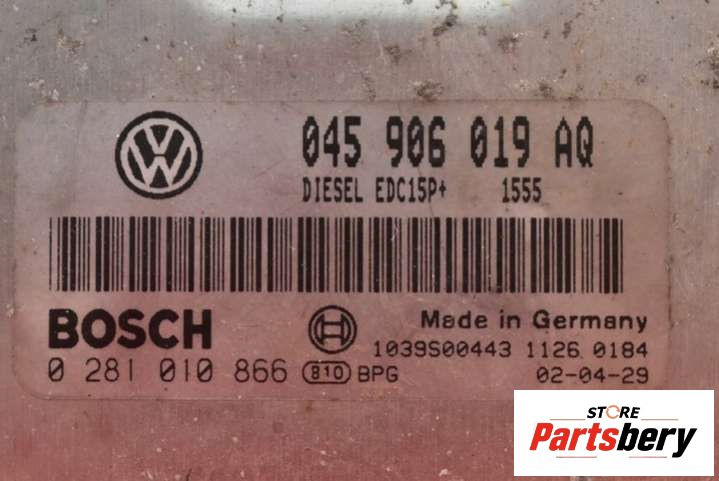 045 906 019 AQ
DIESEL EDC15P+ 1555
BOSCH
Made in Germany
1039S00443 1126 0184
0 281 010 866 B10 BPG 02-04-29
STORE
Partsbery